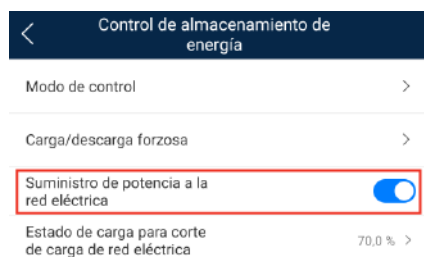 Control de almacenamiento de
energía
Modo de control
Carga/descarga forzosa
Suministro de potencia a la
red eléctrica
Estado de carga para corte
de carga de red eléctrica
70,0 %